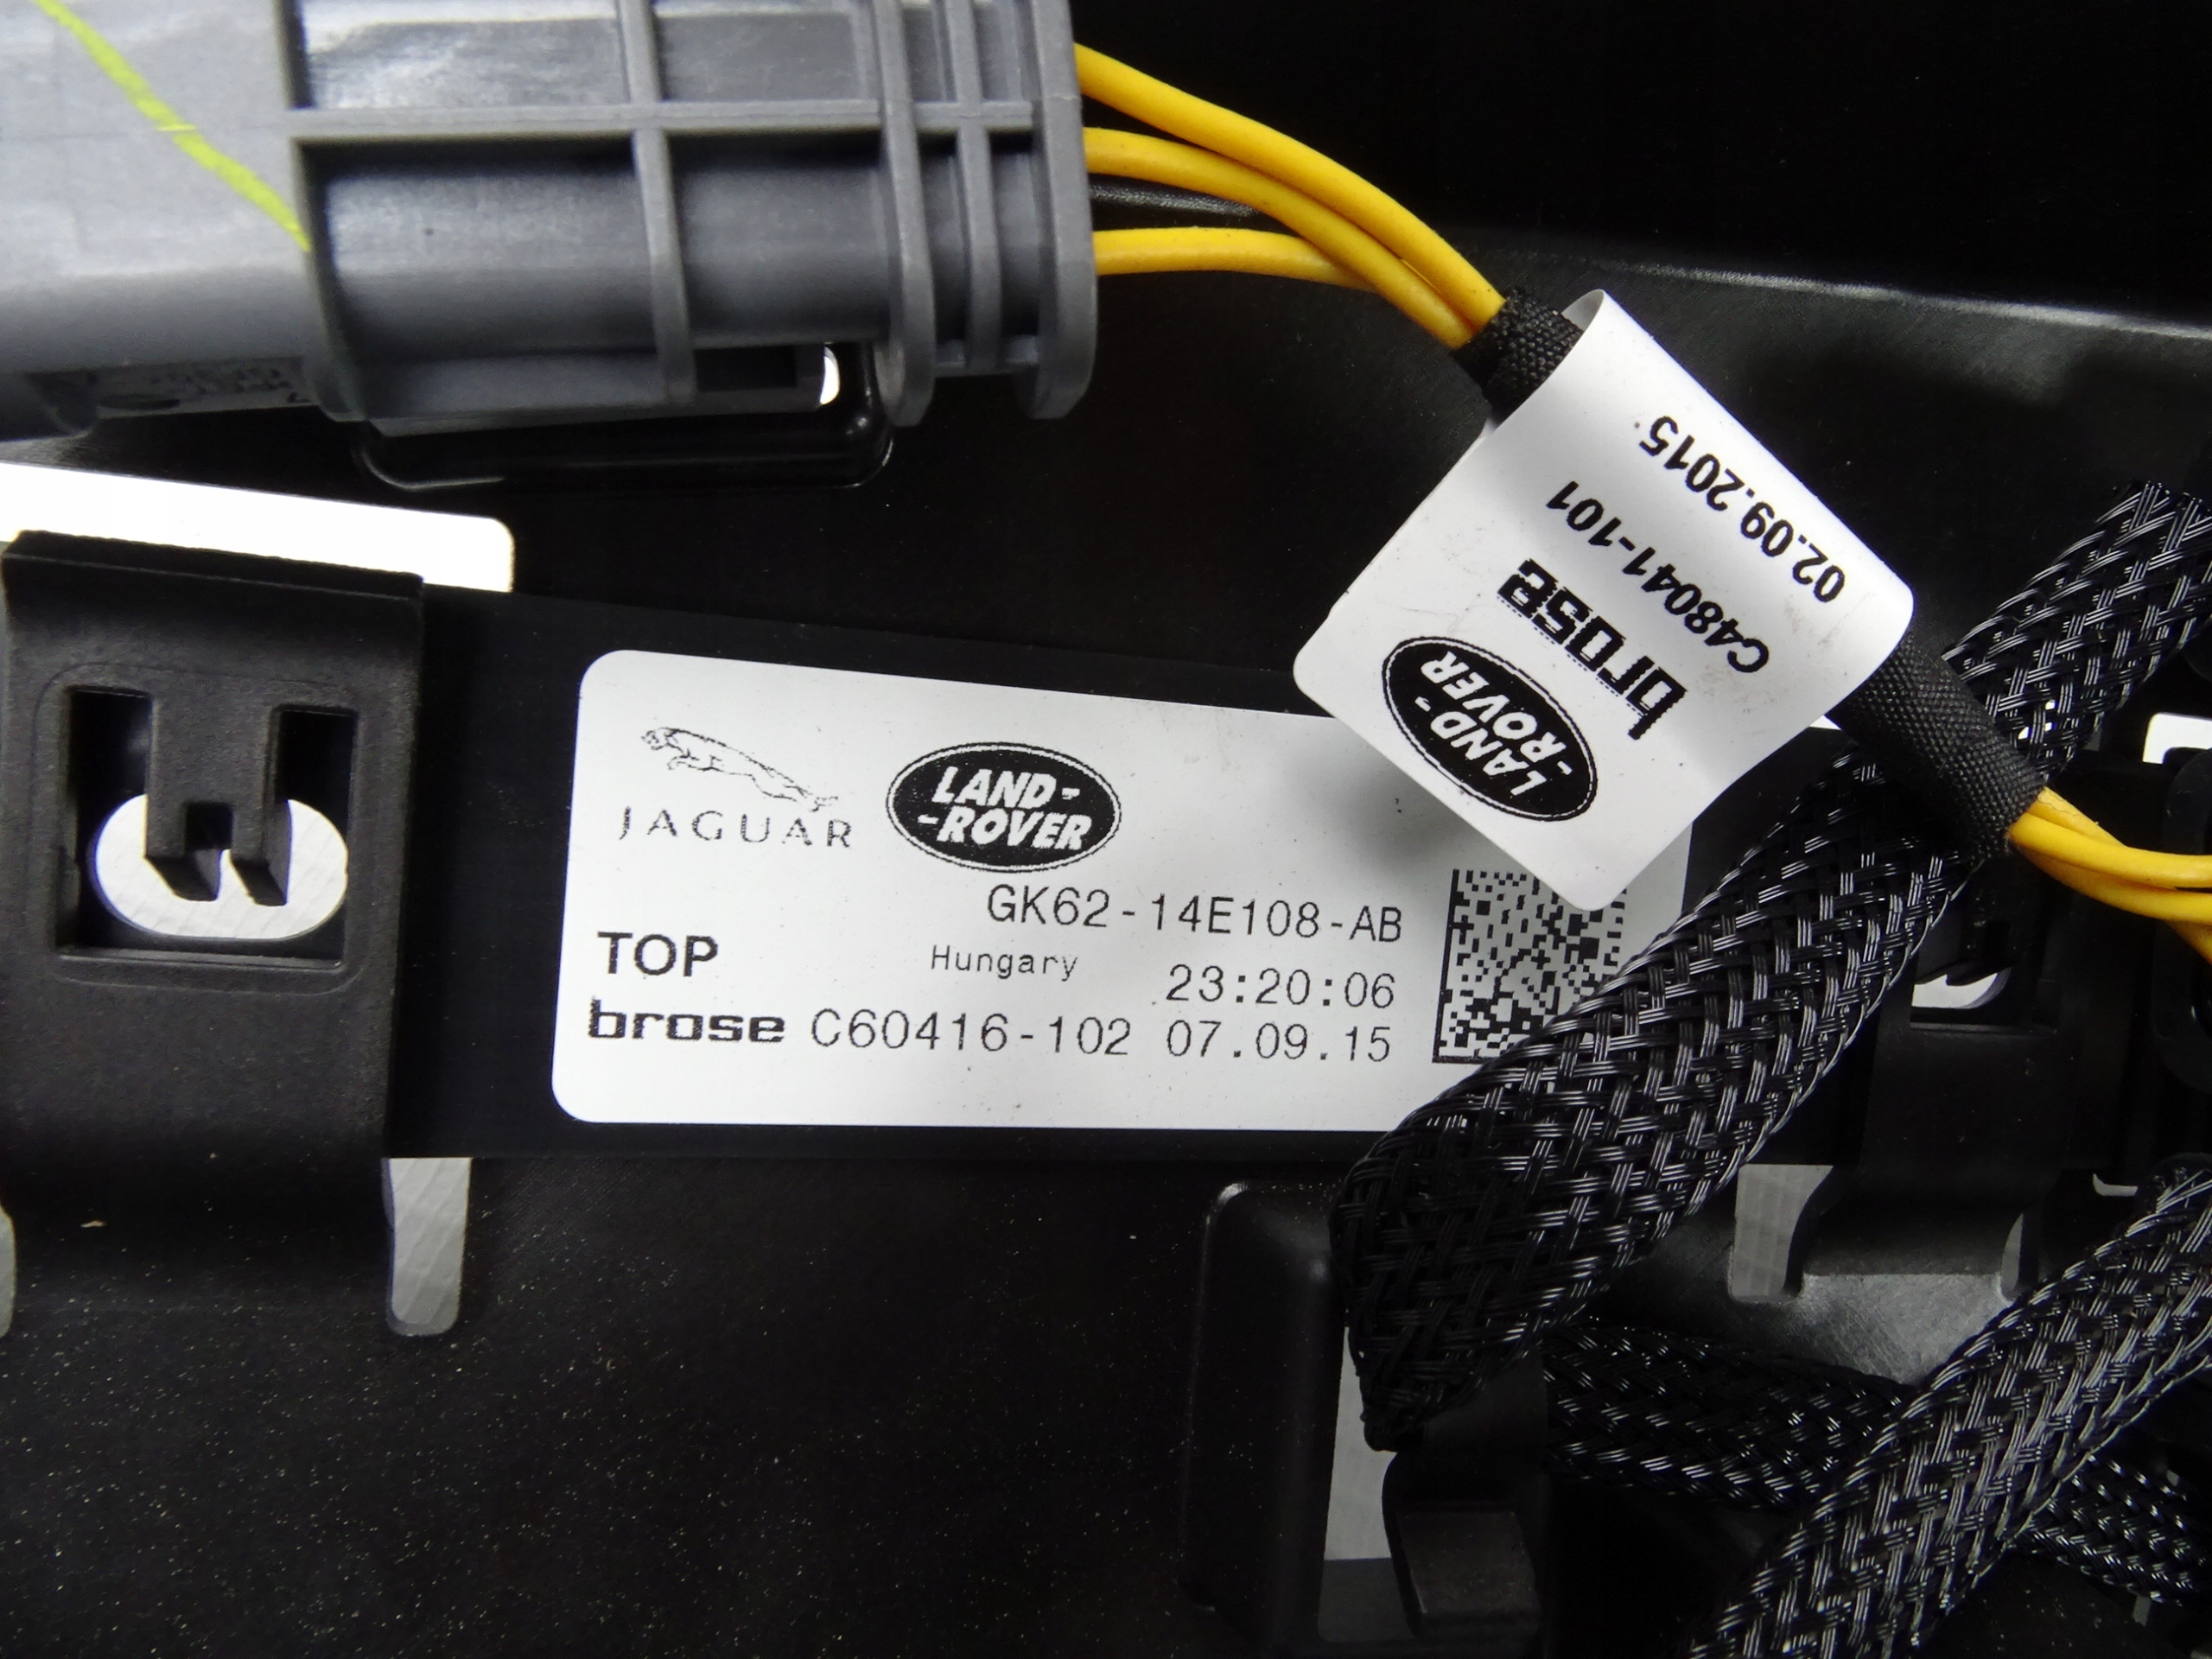 JAGUAR
LAND-
-ROVER
GK62-14E108-AB
TOP
Hungary
23:20:06
brose C60416-102 07.09.15
LAND-
-ROVER
brose
C48041-101
02.09.2015